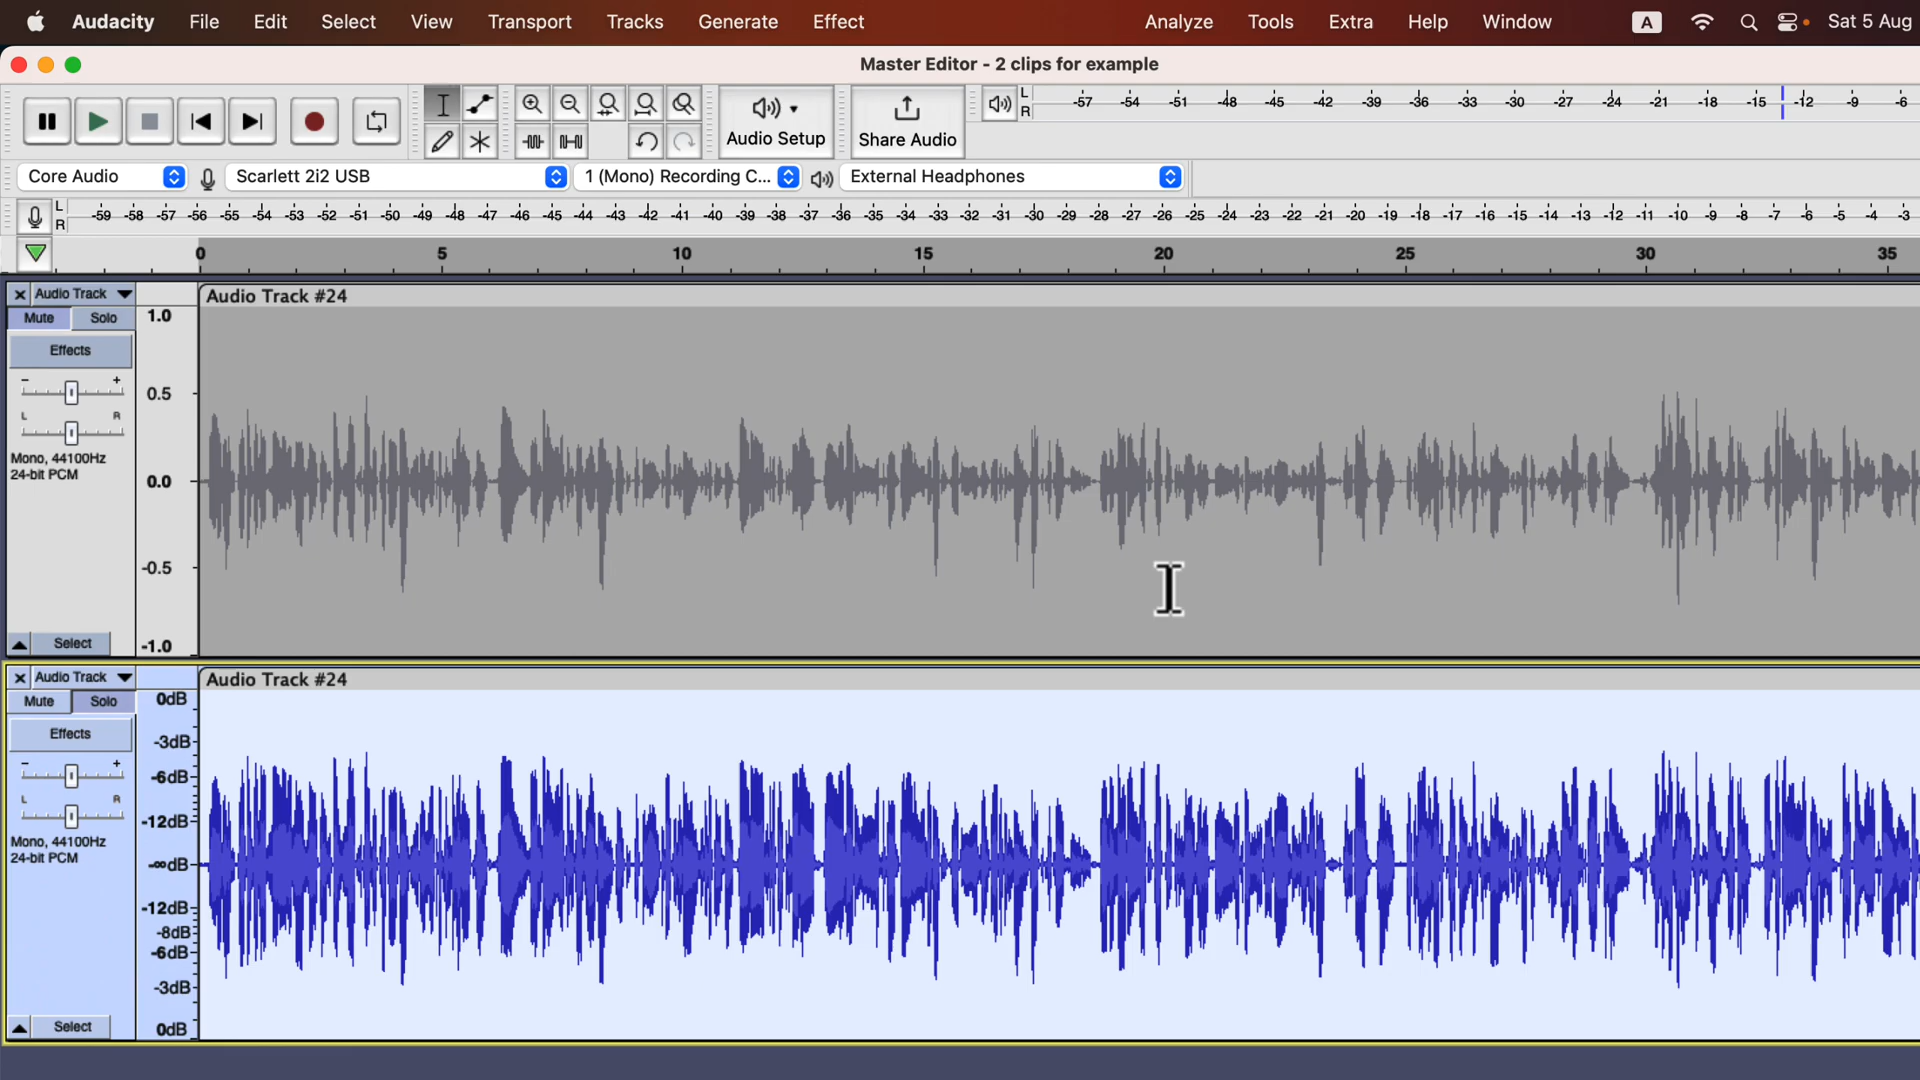 Audacity File Edit Select View Transport Tracks Generate Effect Analyze Tools Extra Help Window A Sat 5 Aug
Master Editor - 2 clips for example
L
R
-57 -54 -51 -48 -45 -42 -39 -36 -33 -30 -27 -24 -21 -18 -15 -12 -9 -6
Audio Setup
Share Audio
Core Audio Scarlett 2i2 USB 1 (Mono) Recording C... External Headphones
L
R
-59 -58 -57 -56 -55 -54 -53 -52 -51 -50 -49 -48 -47 -46 -45 -44 -43 -42 -41 -40 -39 -38 -37 -36 -35 -34 -33 -32 -31 -30 -29 -28 -27 -26 -25 -24 -23 -22 -21 -20 -19 -18 -17 -16 -15 -14 -13 -12 -11 -10 -9 -8 -7 -6 -5 -4 -3
0 5 10 15 20 25 30 35
Audio Track
Audio Track #24
Mute Solo
1.0
Effects
- +
0.5
L R
Mono, 44100Hz
24-bit PCM
0.0
-0.5
Select
-1.0
Audio Track
Audio Track #24
Mute Solo
0dB
Effects
-3dB
- +
-6dB
L R
-12dB
Mono, 44100Hz
24-bit PCM
-∞dB
-12dB
-8dB
-6dB
-3dB
Select
0dB